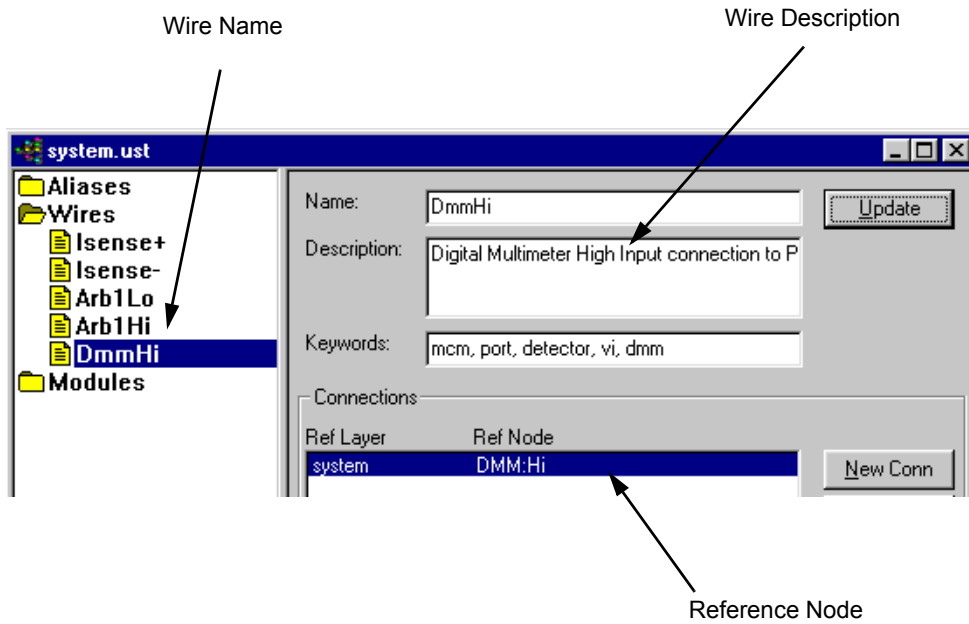 Wire Name
Wire Description
system.ust
Aliases
Wires
Isense+
Isense-
Arb1Lo
Arb1Hi
DmmHi
Modules
Name:
DmmHi
Update
Description:
Digital Multimeter High Input connection to P
Keywords:
mcm, port, detector, vi, dmm
Connections
Ref Layer Ref Node
system DMM:Hi
New Conn
Reference Node